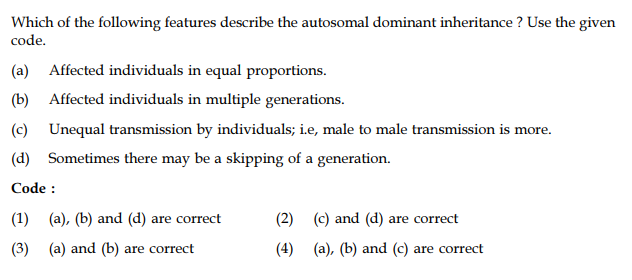 Which of the following features describe the autosomal dominant inheritance ? Use the given
code.
(a) Affected individuals in equal proportions.
(b) Affected individuals in multiple generations.
(c) Unequal transmission by individuals; i.e, male to male transmission is more.
(d) Sometimes there may be a skipping of a generation.
Code :
(1) (a), (b) and (d) are correct (2) (c) and (d) are correct
(3) (a) and (b) are correct (4) (a), (b) and (c) are correct